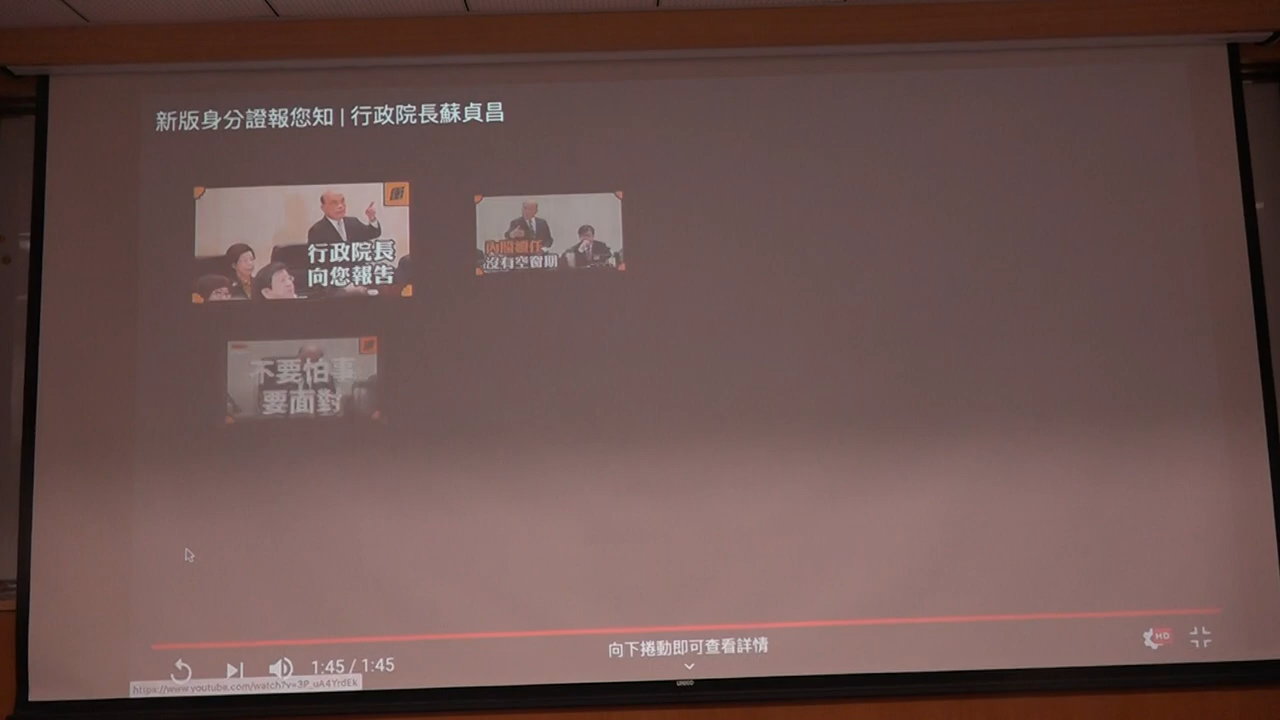 新版身分證報您知 | 行政院長蘇貞昌
行政院長
向您報告
內閣總任
沒有空窗期
不要怕事
要面對
1:45 / 1:45
向下捲動即可查看詳情
HD